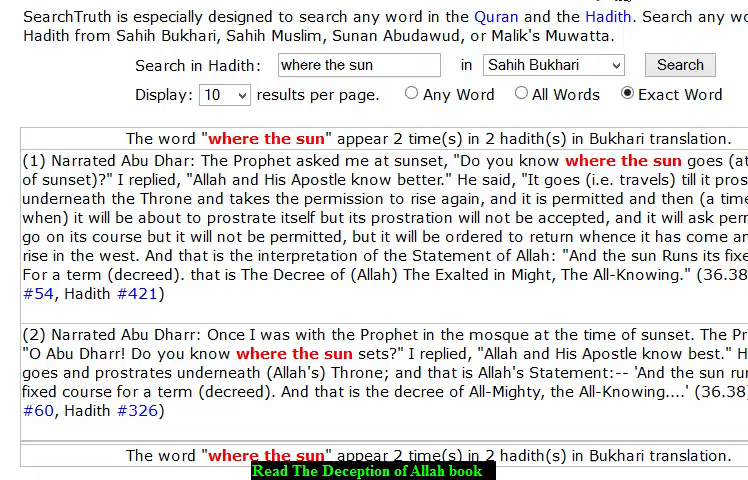 SearchTruth is especially designed to search any word in the Quran and the Hadith. Search any
Hadith from Sahih Bukhari, Sahih Muslim, Sunan Abudawud, or Malik's Muwatta.
Search in Hadith: where the sun in Sahih Bukhari Search
Display: 10 results per page. Any Word All Words Exact Word
The word "where the sun" appear 2 time(s) in 2 hadith(s) in Bukhari translation.
(1) Narrated Abu Dhar: The Prophet asked me at sunset, "Do you know where the sun goes (at
of sunset)?" I replied, "Allah and His Apostle know better." He said, "It goes (i.e. travels) till it
underneath the Throne and takes the permission to rise again, and it is permitted and then (a
when) it will be about to prostrate itself but its prostration will not be accepted, and it will ask
go on its course but it will not be permitted, but it will be ordered to return whence it has come
rise in the west. And that is the interpretation of the Statement of Allah: "And the sun Runs its
For a term (decreed). that is The Decree of (Allah) The Exalted in Might, The All-Knowing." (36.38)
#54, Hadith #421)
(2) Narrated Abu Dharr: Once I was with the Prophet in the mosque at the time of sunset. The
"O Abu Dharr! Do you know where the sun sets?" I replied, "Allah and His Apostle know best."
goes and prostrates underneath (Allah's) Throne; and that is Allah's Statement:-- 'And the sun
fixed course for a term (decreed). And that is the decree of All-Mighty, the All-Knowing....' (36.38)
#60, Hadith #326)
The word "where the sun" appear 2 time(s) in 2 hadith(s) in Bukhari translation.
Read The Deception of Allah book